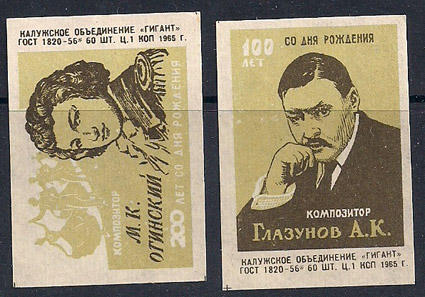 КАЛУЖСКОЕ ОБЪЕДИНЕНИЕ «ГИГАНТ»
ГОСТ 1820-56* 60 ШТ. Ц.1 КОП 1965 г.
КОМПОЗИТОР
М. К.
ОГИНСКИЙ
200 ЛЕТ СО ДНЯ РОЖДЕНИЯ
100 ЛЕТ
СО ДНЯ РОЖДЕНИЯ
КОМПОЗИТОР
ГЛАЗУНОВ А.К.
КАЛУЖСКОЕ ОБЪЕДИНЕНИЕ «ГИГАНТ»
ГОСТ 1820-56* 60 ШТ. Ц.1 КОП 1965 г.